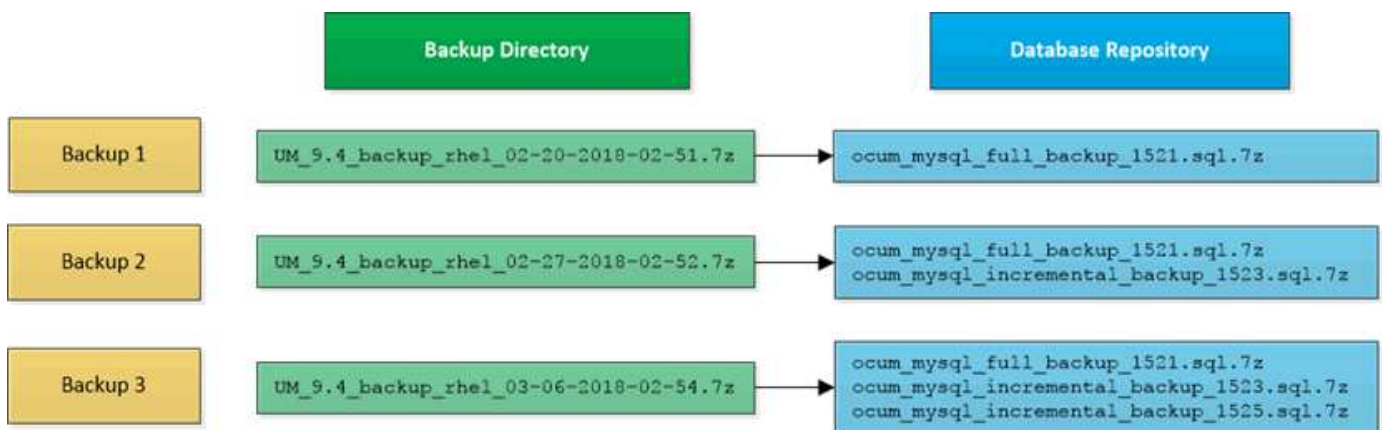 Backup Directory
Database Repository
Backup 1
UM_9.4_backup_rhel_02-20-2018-02-51.7z
ocum_mysql_full_backup_1521.sql.7z
Backup 2
UM_9.4_backup_rhel_02-27-2018-02-52.7z
ocum_mysql_full_backup_1521.sql.7z
ocum_mysql_incremental_backup_1523.sql.7z
Backup 3
UM_9.4_backup_rhel_03-06-2018-02-54.7z
ocum_mysql_full_backup_1521.sql.7z
ocum_mysql_incremental_backup_1523.sql.7z
ocum_mysql_incremental_backup_1525.sql.7z